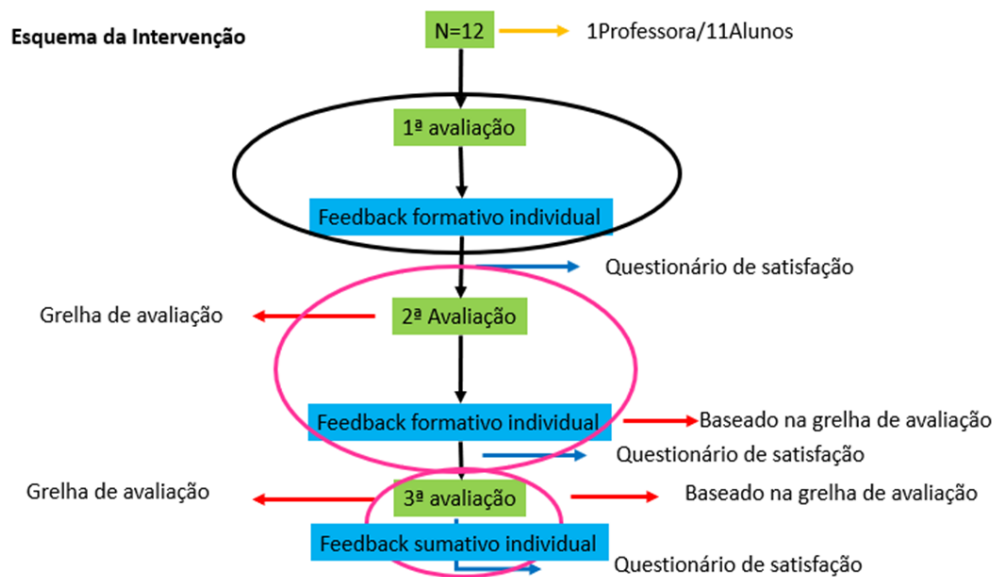 Esquema da Intervenção
N=12
1Professora/11Alunos
1ª avaliação
Feedback formativo individual
Questionário de satisfação
Grelha de avaliação
2ª Avaliação
Feedback formativo individual
Baseado na grelha de avaliação
Questionário de satisfação
Grelha de avaliação
3ª avaliação
Baseado na grelha de avaliação
Feedback sumativo individual
Questionário de satisfação